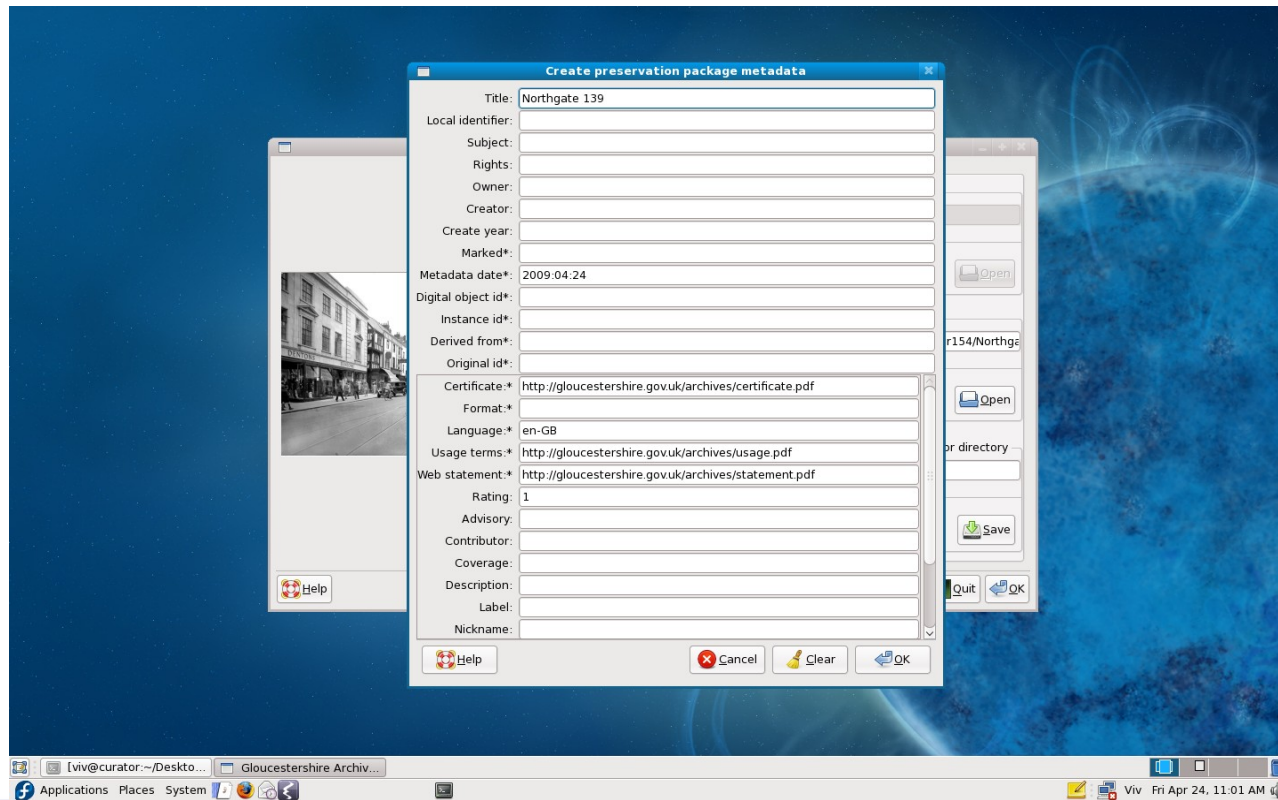 Create preservation package metadata
Title: Northgate 139
Local identifier:
Subject:
Rights:
Owner:
Creator:
Create year:
Marked*:
Metadata date*: 2009:04:24
Digital object id*:
Instance id*:
Derived from*:
Original id*:
Certificate:* http://gloucestershire.gov.uk/archives/certificate.pdf
Format:*
Language:* en-GB
Usage terms:* http://gloucestershire.gov.uk/archives/usage.pdf
Web statement:* http://gloucestershire.gov.uk/archives/statement.pdf
Rating: 1
Advisory:
Contributor:
Coverage:
Description:
Label:
Nickname:
Help Cancel Clear OK
Open
r154/Northga
Open
or directory
Save
Help Quit OK
[viv@curator:~/Deskto... Gloucestershire Archiv...
Applications Places System Viv Fri Apr 24, 11:01 AM